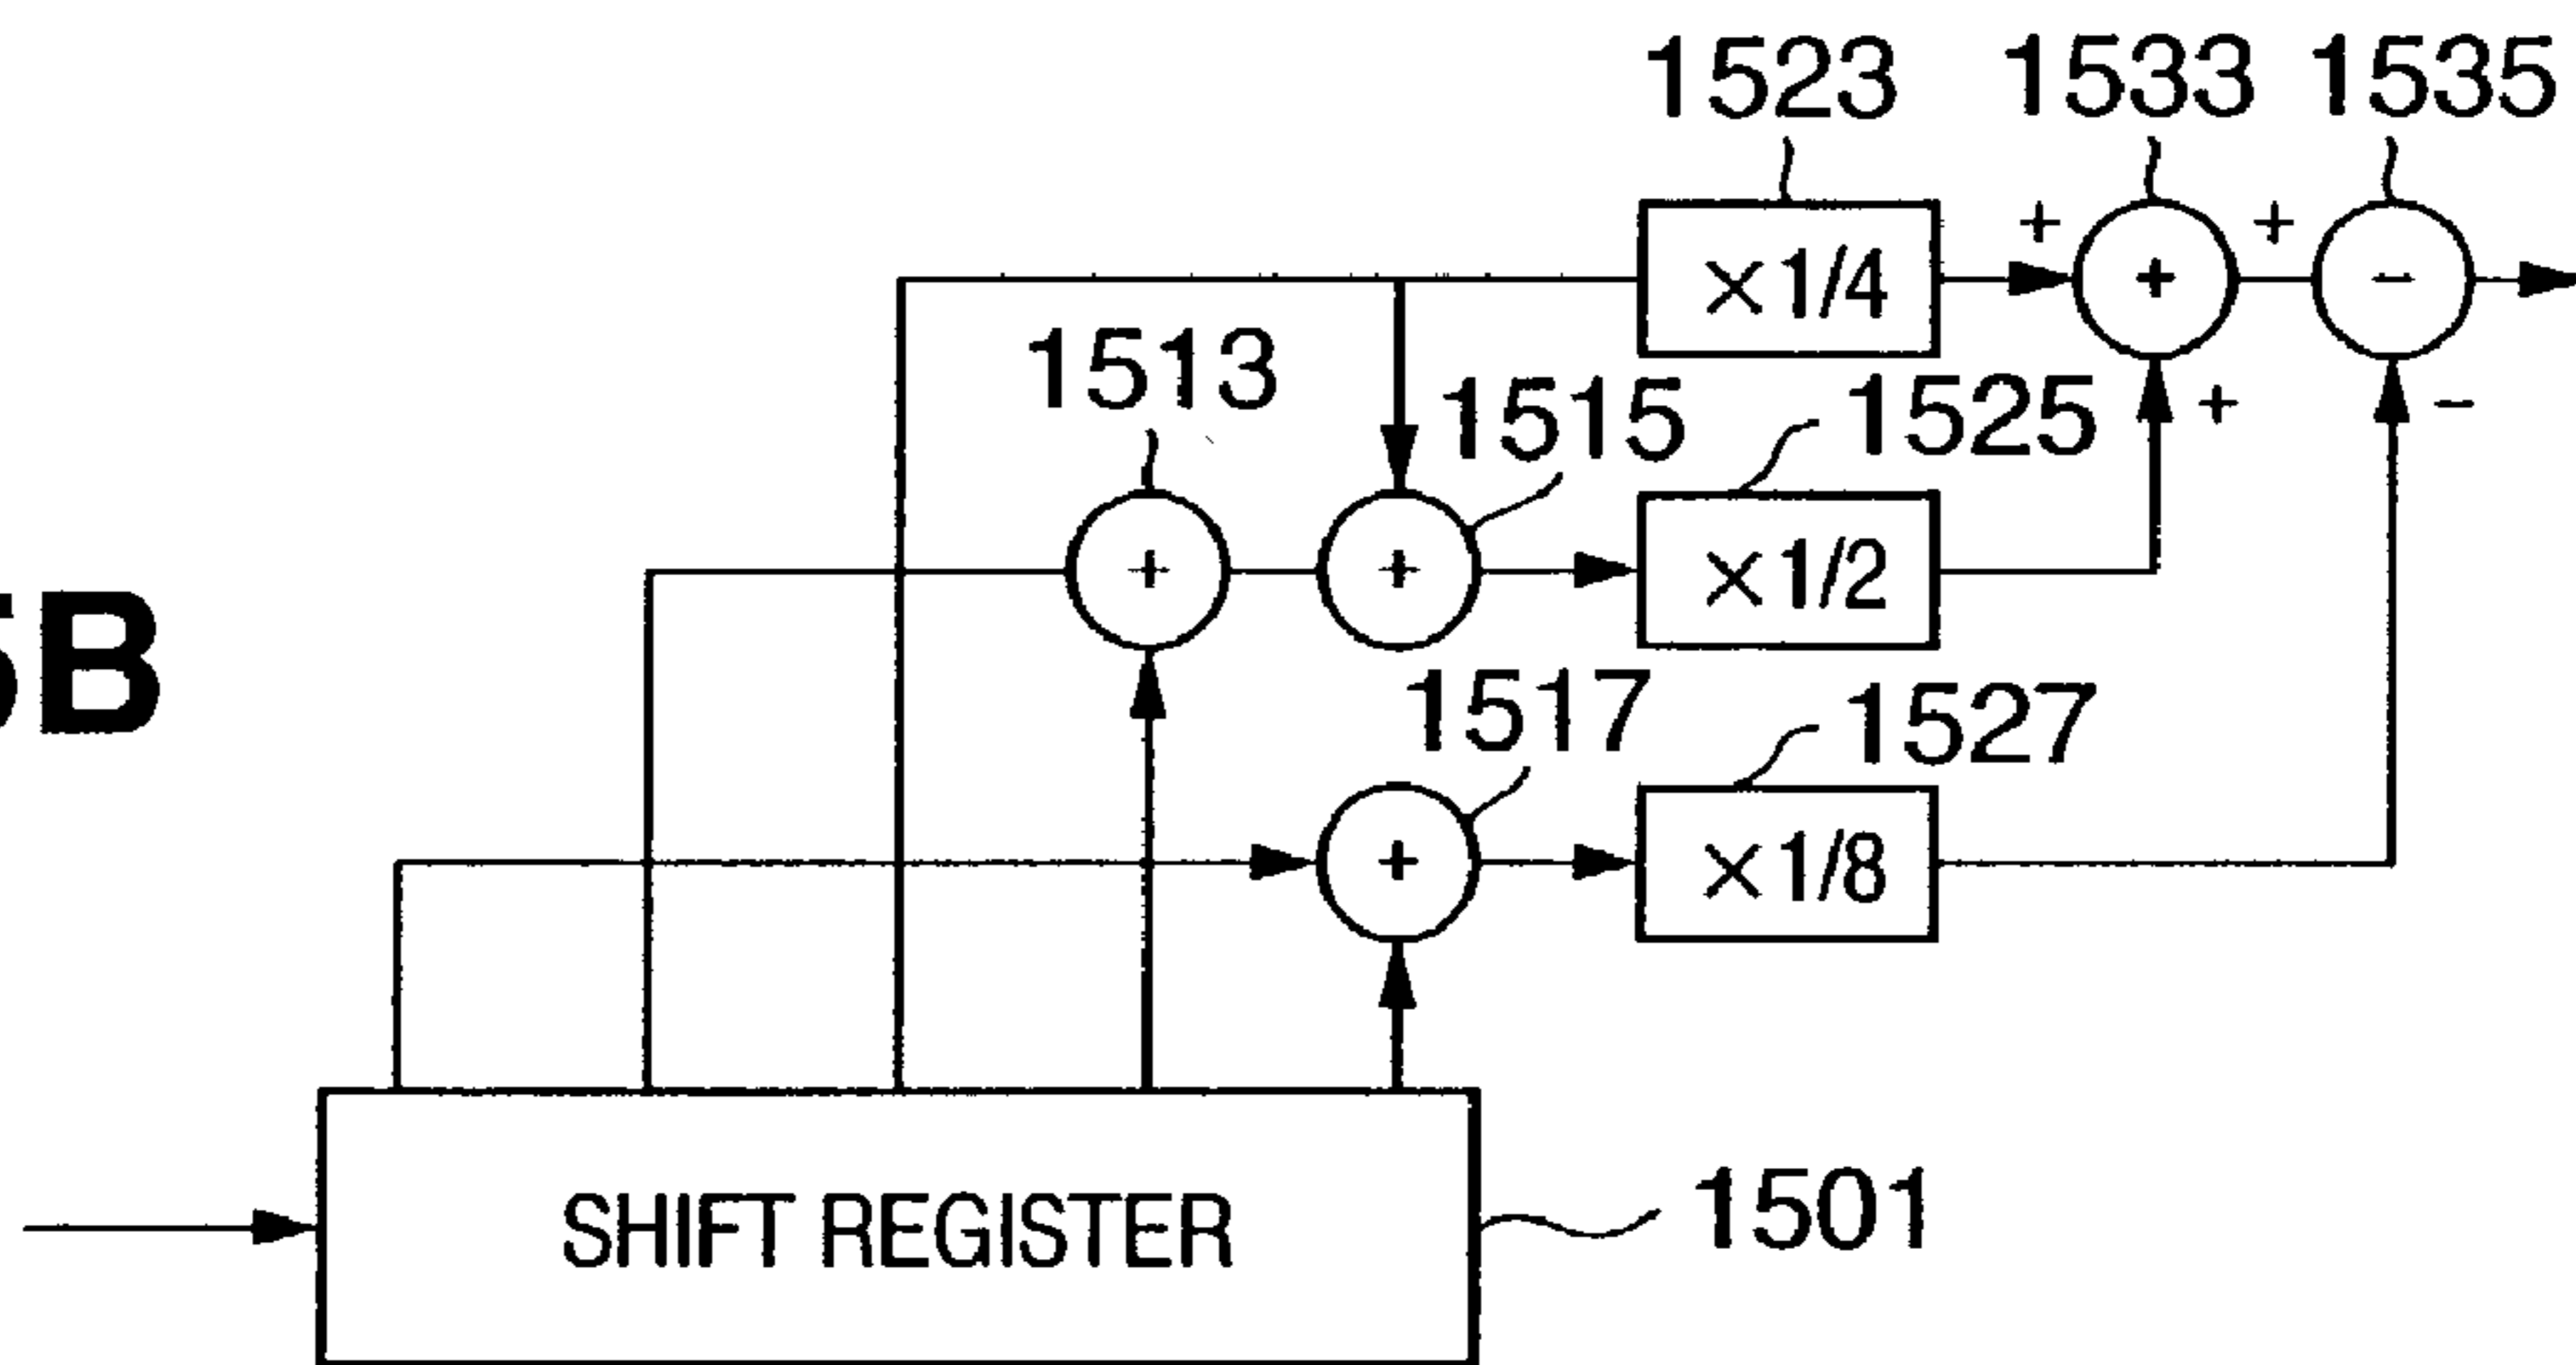 1523 1533 1535
×1/4 + + + -
1513 1515 1525 + -
+ + ×1/2
5B
1517 1527
+ ×1/8
SHIFT REGISTER 1501